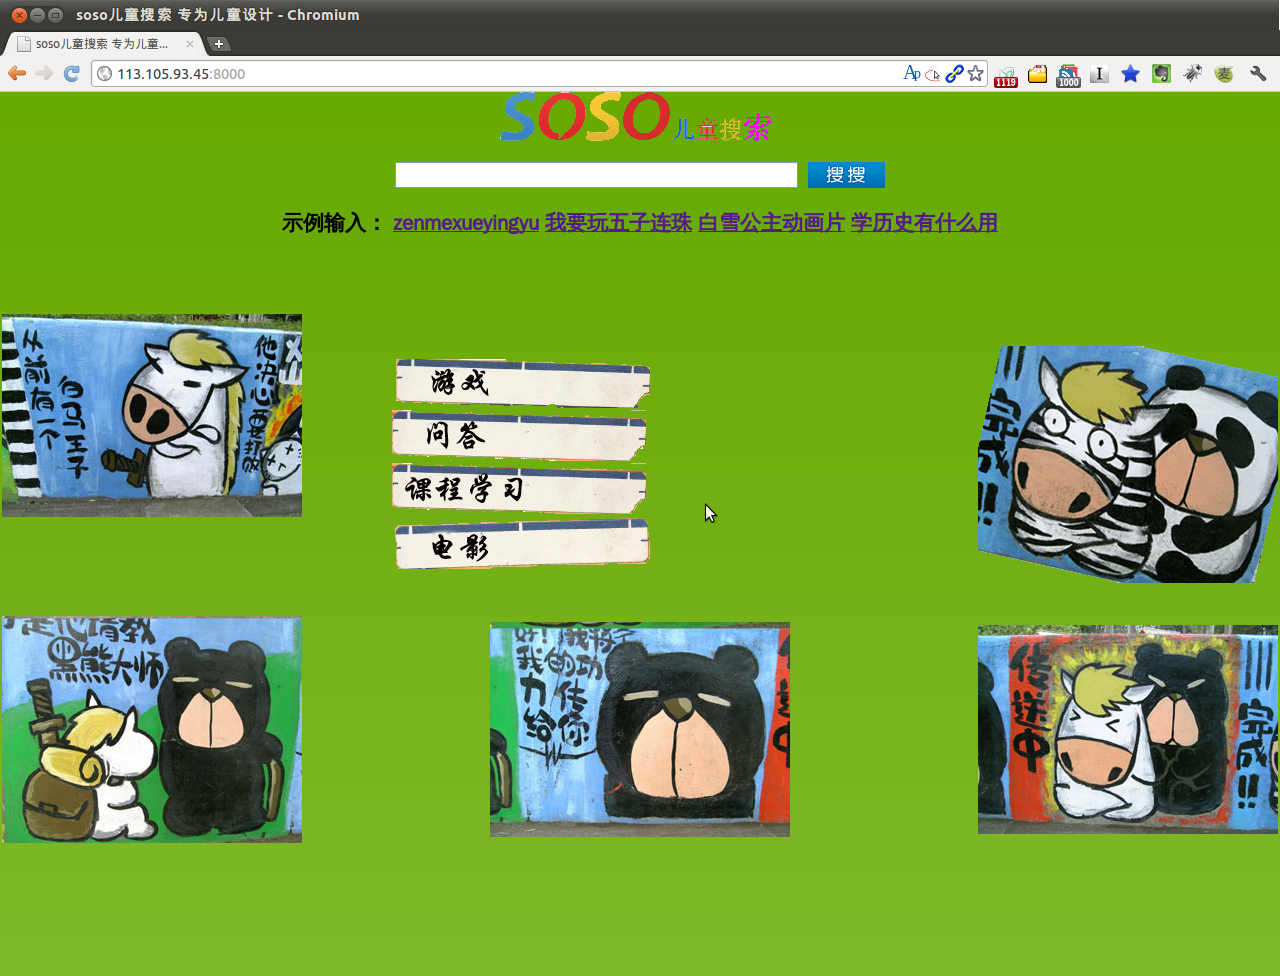 soso儿童搜索 专为儿童设计 - Chromium
soso儿童搜索 专为儿童...
113.105.93.45:8000
1119
1000
SOSO 儿童搜索
搜搜
示例输入： zenmexueyingyu 我要玩五子连珠 白雪公主动画片 学历史有什么用
从前有一个
白马王子
他决心要打败
游戏
问答
课程学习
电影
完成!!
于是他请教
黑熊大师
好!我将
我的功
力传
给你!
传送中
完成!!